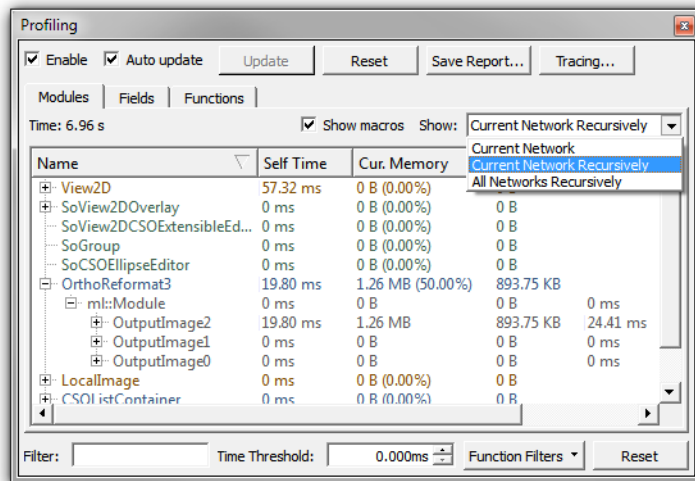 Profiling
Enable Auto update Update Reset Save Report... Tracing...
Modules Fields Functions
Time: 6.96 s Show macros Show: Current Network Recursively
Current Network
Current Network Recursively
All Networks Recursively
Name Self Time Cur. Memory
View2D 57.32 ms 0 B (0.00%) 0 B
SoView2DOverlay 0 ms 0 B (0.00%) 0 B
SoView2DCSOExtensibleEd... 0 ms 0 B (0.00%) 0 B
SoGroup 0 ms 0 B (0.00%) 0 B
SoCSOEllipseEditor 0 ms 0 B (0.00%) 0 B
OrthoReformat3 19.80 ms 1.26 MB (50.00%) 893.75 KB
ml::Module 0 ms 0 B 0 B 0 ms
OutputImage2 19.80 ms 1.26 MB 893.75 KB 24.41 ms
OutputImage1 0 ms 0 B 0 B 0 ms
OutputImage0 0 ms 0 B 0 B 0 ms
LocalImage 0 ms 0 B (0.00%) 0 B
CSOListContainer 0 ms 0 B (0.00%) 0 B
Filter: Time Threshold: 0.000ms Function Filters Reset